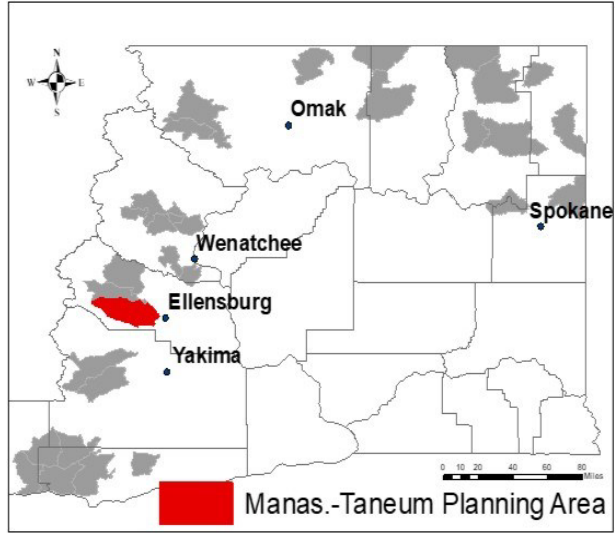 N
W E
S
Omak
Spokane
Wenatchee
Ellensburg
Yakima
0 10 20 40 60 80
Miles
Manas.-Taneum Planning Area